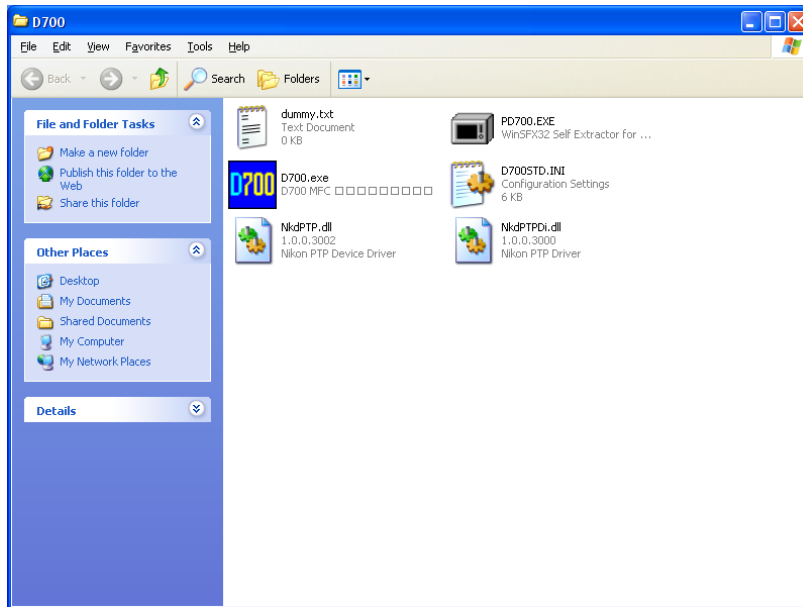 D700
File Edit View Favorites Tools Help
Back Search Folders
File and Folder Tasks
Make a new folder
Publish this folder to the
Web
Share this folder
Other Places
Desktop
My Documents
Shared Documents
My Computer
My Network Places
Details
dummy.txt
Text Document
0 KB
PD700.EXE
WinSFX32 Self Extractor for ...
D700
D700.exe
D700 MFC □□□□□□□□□
D700STD.INI
Configuration Settings
6 KB
NkdPTP.dll
1.0.0.3002
Nikon PTP Device Driver
NkdPTPDi.dll
1.0.0.3000
Nikon PTP Driver